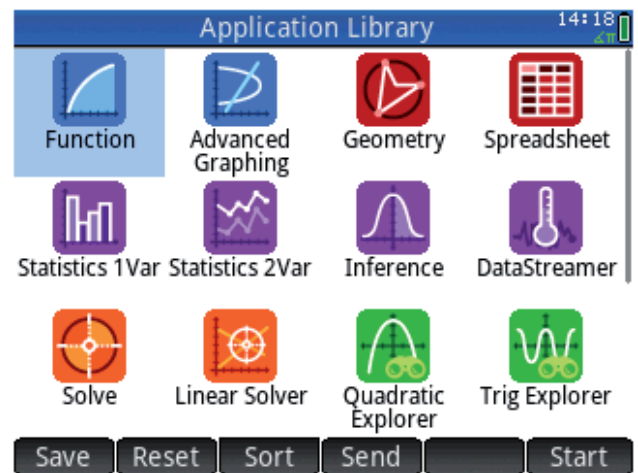 Application Library
14:18
∡π
Function
Advanced
Graphing
Geometry
Spreadsheet
Statistics 1Var
Statistics 2Var
Inference
DataStreamer
Solve
Linear Solver
Quadratic
Explorer
Trig Explorer
Save
Reset
Sort
Send
Start